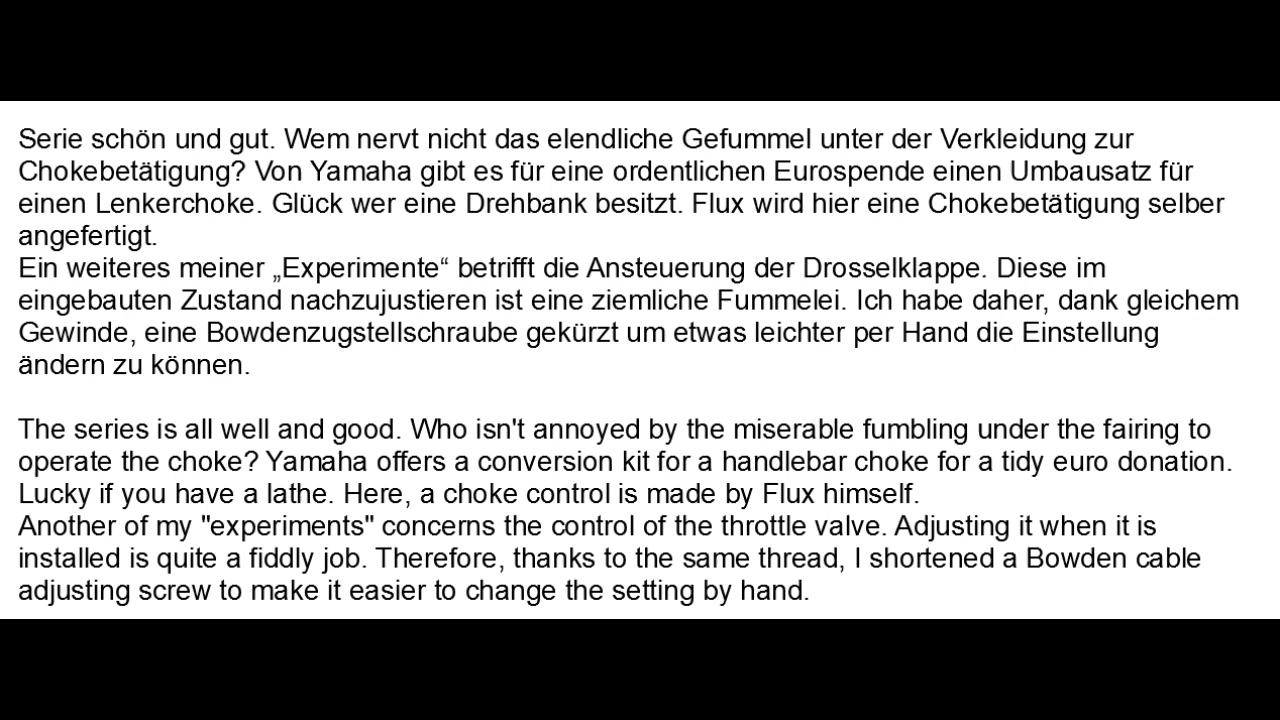 Serie schön und gut. Wem nervt nicht das elendliche Gefummel unter der Verkleidung zur
Chokebetätigung? Von Yamaha gibt es für eine ordentlichen Eurospende einen Umbausatz für
einen Lenkerchoke. Glück wer eine Drehbank besitzt. Flux wird hier eine Chokebetätigung selber
angefertigt.
Ein weiteres meiner „Experimente“ betrifft die Ansteuerung der Drosselklappe. Diese im
eingebauten Zustand nachzujustieren ist eine ziemliche Fummelei. Ich habe daher, dank gleichem
Gewinde, eine Bowdenzugstellschraube gekürzt um etwas leichter per Hand die Einstellung
ändern zu können.
The series is all well and good. Who isn't annoyed by the miserable fumbling under the fairing to
operate the choke? Yamaha offers a conversion kit for a handlebar choke for a tidy euro donation.
Lucky if you have a lathe. Here, a choke control is made by Flux himself.
Another of my "experiments" concerns the control of the throttle valve. Adjusting it when it is
installed is quite a fiddly job. Therefore, thanks to the same thread, I shortened a Bowden cable
adjusting screw to make it easier to change the setting by hand.